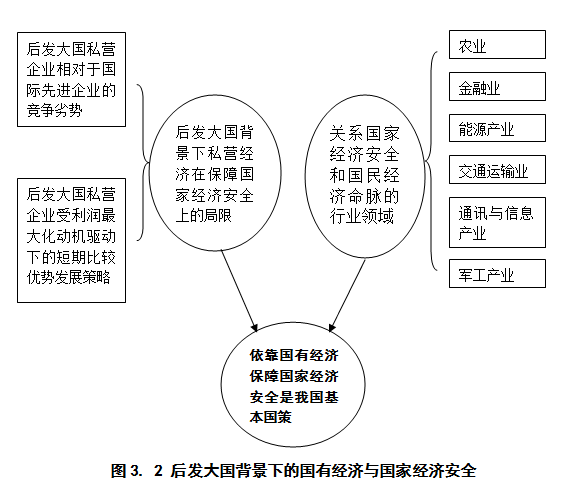 后发大国私营
企业相对于国
际先进企业的
竞争劣势
后发大国私营
企业受利润最
大化动机驱动
下的短期比较
优势发展策略
后发大国背
景下私营经
济在保障国
家经济安全
上的局限
关系国家
经济安全
和国民经
济命脉的
行业领域
农业
金融业
能源产业
交通运输业
通讯与信息
产业
军工产业
依靠国有经济
保障国家经济
安全是我国基
本国策
图 3. 2 后发大国背景下的国有经济与国家经济安全